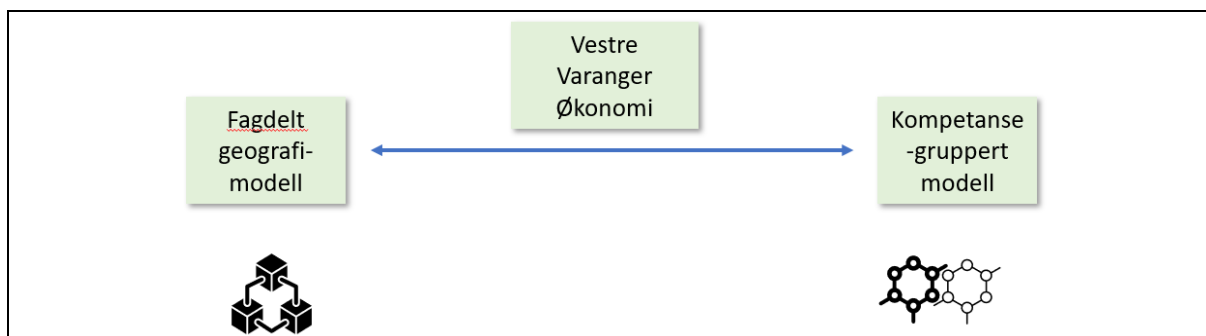 Vestre
Varanger
Økonomi
Fagdelt
geografi-
modell
Kompetanse
-gruppert
modell